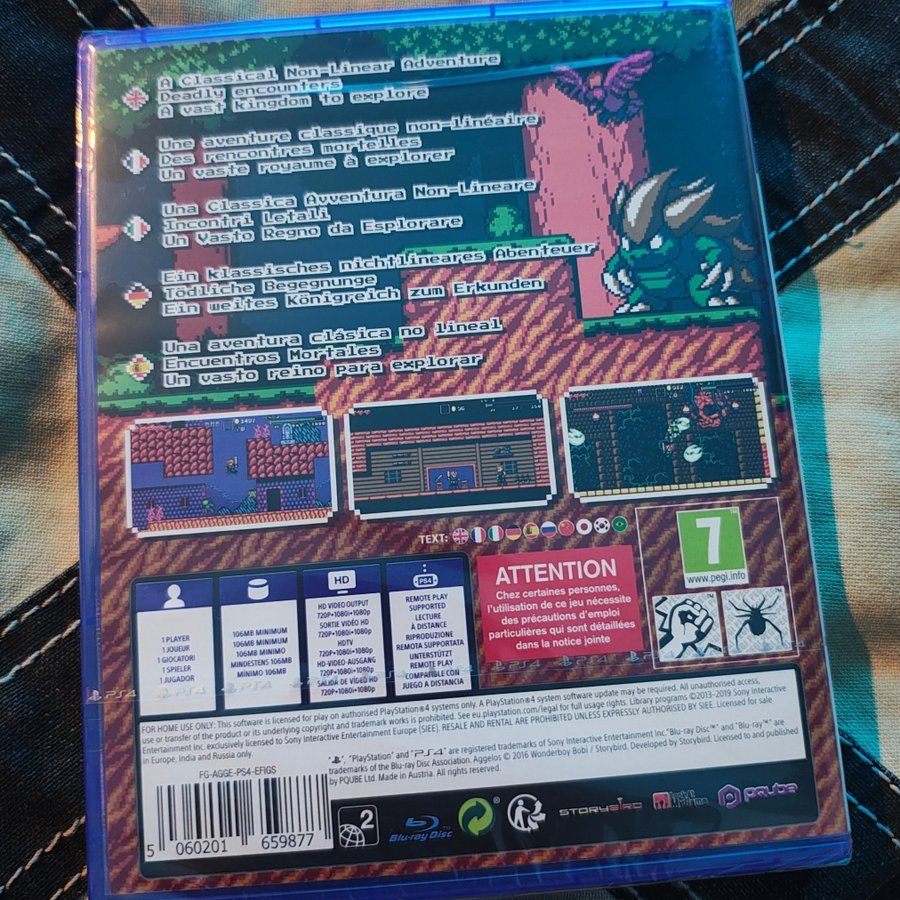 A Classical Non-Linear Adventure
Deadly encounters
A vast kingdom to explore
Une aventure classique non-linéaire
Des rencontres mortelles
Un vaste royaume à explorer
Una Classica Avventura Non-Lineare
Incontri Letali
Un Vasto Regno da Esplorare
Ein klassisches nichtlineares Abenteuer
Tödliche Begegnunge
Ein weites Königreich zum Erkunden
Una aventura clásica no lineal
Encuentros Mortales
Un vasto reino para explorar
TEXT:
7
www.pegi.info
ATTENTION
Chez certaines personnes,
l'utilisation de ce jeu nécessite
des précautions d'emploi
particulières qui sont détaillées
dans la notice jointe
1 PLAYER
1 JOUEUR
1 GIOCATORI
1 SPIELER
1 JUGADOR
106MB MINIMUM
106MB MINIMUM
106MB MINIMO
MINDESTENS 106MB
MÍNIMO 106MB
HD
HD VIDEO OUTPUT
720P•1080i•1080p
SORTIE VIDÉO HD
720P•1080i•1080p
HDTV
720P•1080i•1080p
HD-VIDEO-AUSGANG
720P•1080i•1080p
SALIDA DE VÍDEO HD
720P•1080i•1080p
PS4
REMOTE PLAY
SUPPORTED
LECTURE
À DISTANCE
RIPRODUZIONE
REMOTA SUPPORTATA
UNTERSTÜTZT
REMOTE PLAY
COMPATIBLE CON
JUEGO A DISTANCIA
FOR HOME USE ONLY: This software is licensed for play on authorised PlayStation®4 systems only. A PlayStation®4 system software update may be required. All unauthorised access,
use or transfer of the product or its underlying copyright and trademark works is prohibited. See eu.playstation.com/legal for full usage rights. Library programs ©2013-2019 Sony Interactive
Entertainment Inc. exclusively licensed to Sony Interactive Entertainment Europe (SIEE). RESALE AND RENTAL ARE PROHIBITED UNLESS EXPRESSLY AUTHORISED BY SIEE. Licensed for sale
in Europe, India and Russia only.
"PlayStation" and "PS4" are registered trademarks of Sony Interactive Entertainment Inc. "Blu-ray Disc™" and "Blu-ray™" are
trademarks of the Blu-ray Disc Association. Aggelos © 2016 Wonderboy Bobi / Storybird. Developed by Storybird. Licensed to and published
by PQUBE Ltd. Made in Austria. All rights reserved.
FG-AGGE-PS4-EFIGS
5 060201 659877
2
Blu-ray Disc
STORYBIRD
PQube